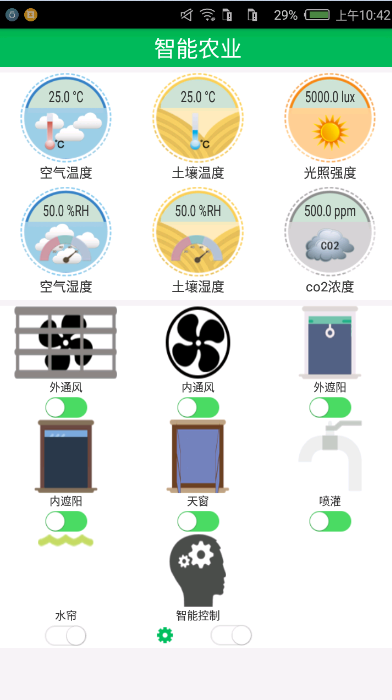 29% 上午10:42
智能农业
25.0 ℃ 25.0 ℃ 5000.0 lux
℃ ℃
空气温度 土壤温度 光照强度
50.0 %RH 50.0 %RH 500.0 ppm
CO2
空气湿度 土壤湿度 co2浓度
外通风 内通风 外遮阳
内遮阳 天窗 喷灌
水帘 智能控制